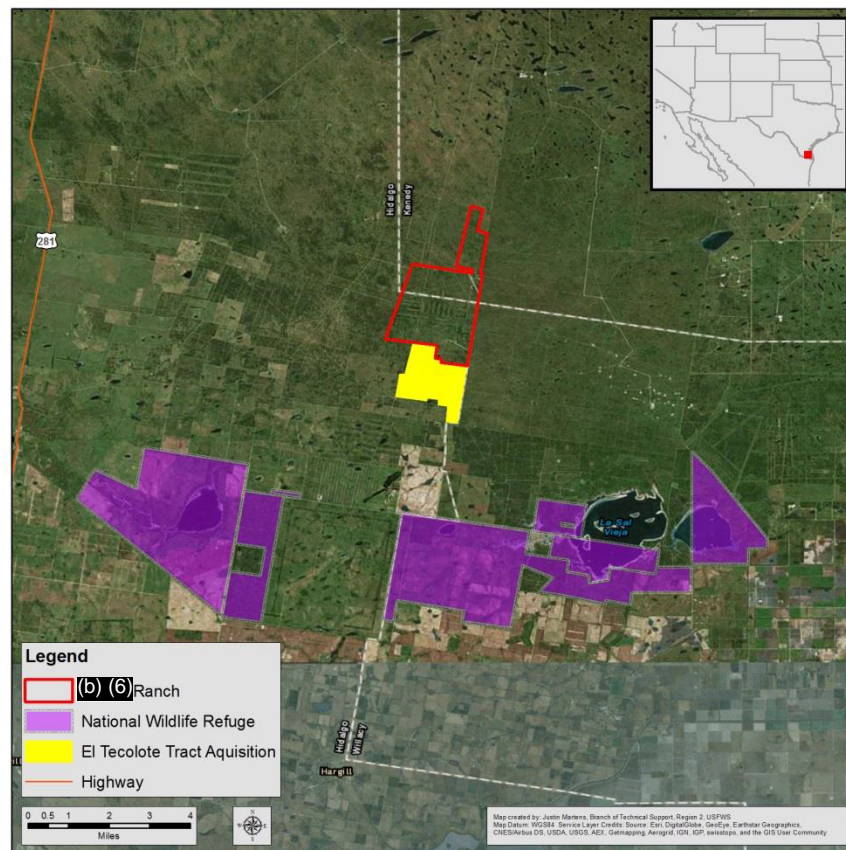 281
Hidalgo
Kenedy
La Sal
Vieja
Legend
(b) (6) Ranch
National Wildlife Refuge
El Tecolote Tract Aquisition
Highway
Hidalgo
Willacy
Hargill
0 0.5 1 2 3 4
Miles
N
Map created by: Justin Martens, Branch of Technical Support, Region 2, USFWS
Map Datum: WGS84 Service Layer Credits: Source: Esri, DigitalGlobe, GeoEye, Earthstar Geographics,
CNES/Airbus DS, USDA, USGS, AEX, Getmapping, Aerogrid, IGN, IGP, swisstopo, and the GIS User Community